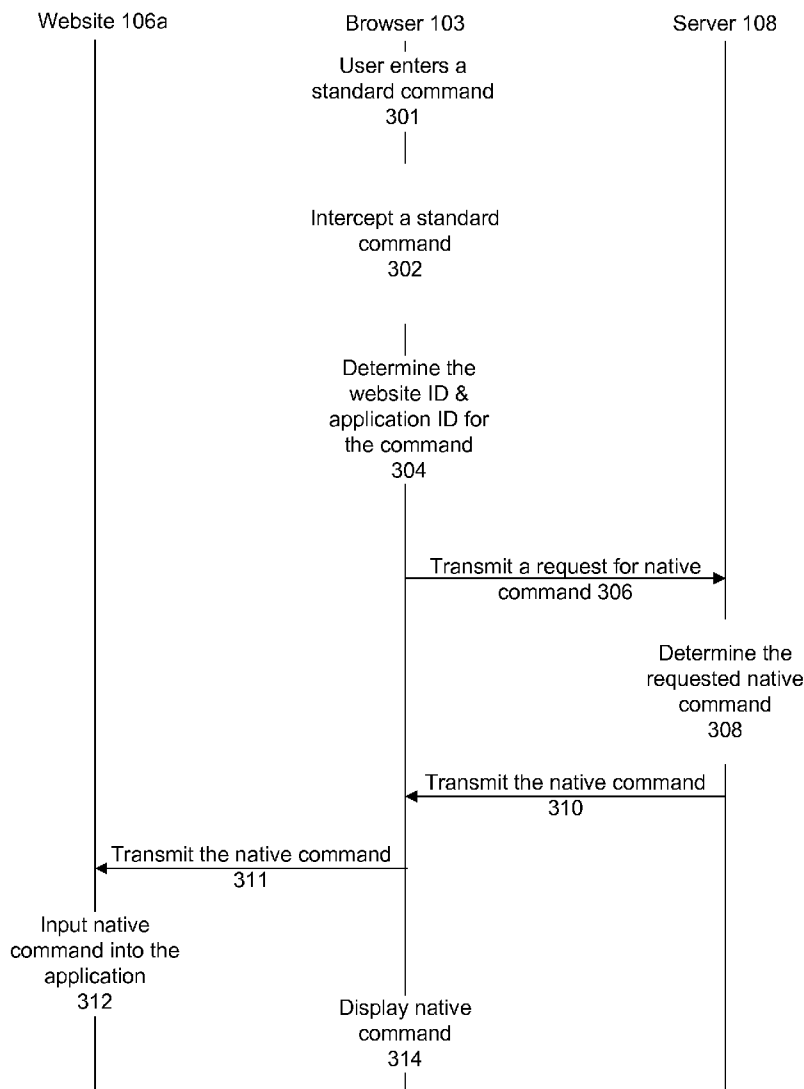 Website 106a
Browser 103
Server 108
User enters a
standard command
301
Intercept a standard
command
302
Determine the
website ID &
application ID for
the command
304
Transmit a request for native
command 306
Determine the
requested native
command
308
Transmit the native command
310
Transmit the native command
311
Input native
command into the
application
312
Display native
command
314